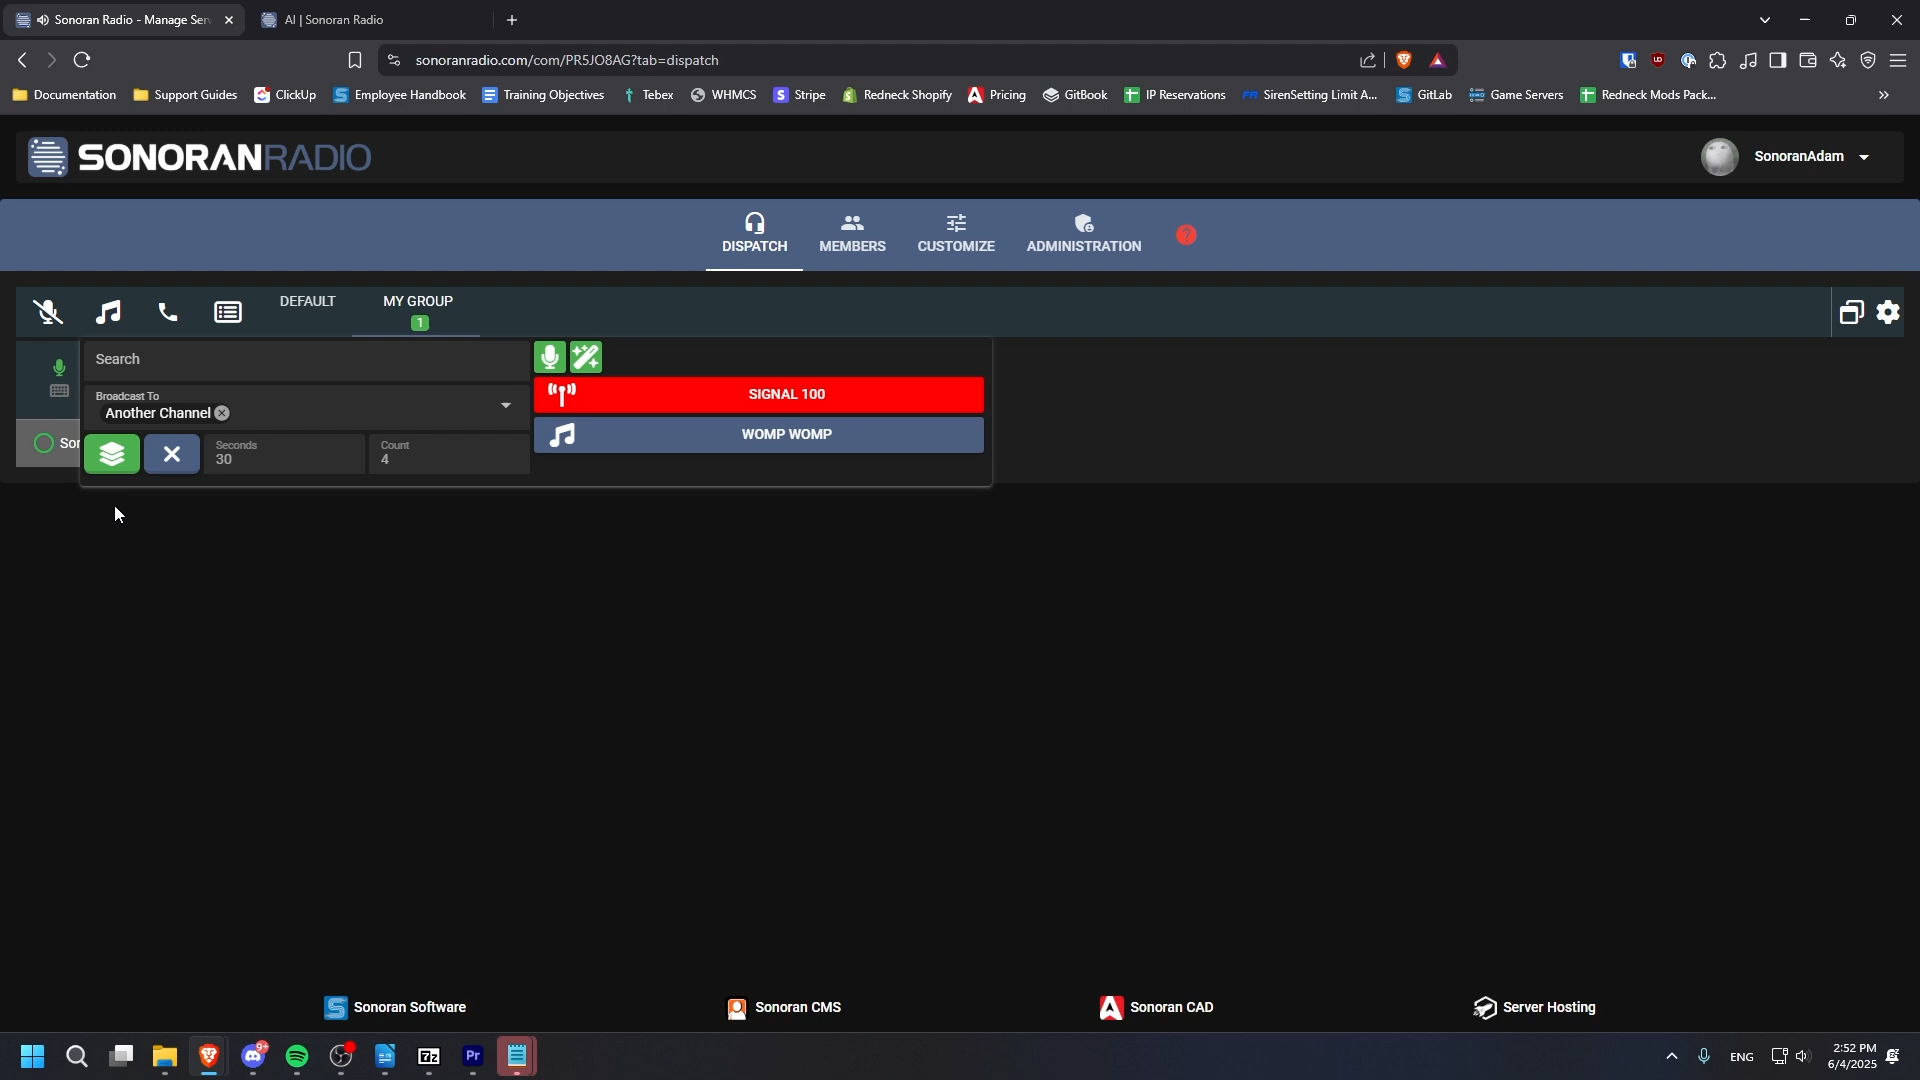 Sonoran Radio - Manage Ser
AI | Sonoran Radio
sonoranradio.com/com/PR5JO8AG?tab=dispatch
Documentation
Support Guides
ClickUp
Employee Handbook
Training Objectives
Tebex
WHMCS
Stripe
Redneck Shopify
Pricing
GitBook
IP Reservations
SirenSetting Limit A...
GitLab
Game Servers
Redneck Mods Pack...
SONORANRADIO
SonoranAdam
DISPATCH
MEMBERS
CUSTOMIZE
ADMINISTRATION
?
DEFAULT
MY GROUP
1
Search
Broadcast To
Another Channel
SIGNAL 100
WOMP WOMP
Sor
Seconds
30
Count
4
Sonoran Software
Sonoran CMS
Sonoran CAD
Server Hosting
9+
7z
Pr
ENG
2:52 PM
6/4/2025